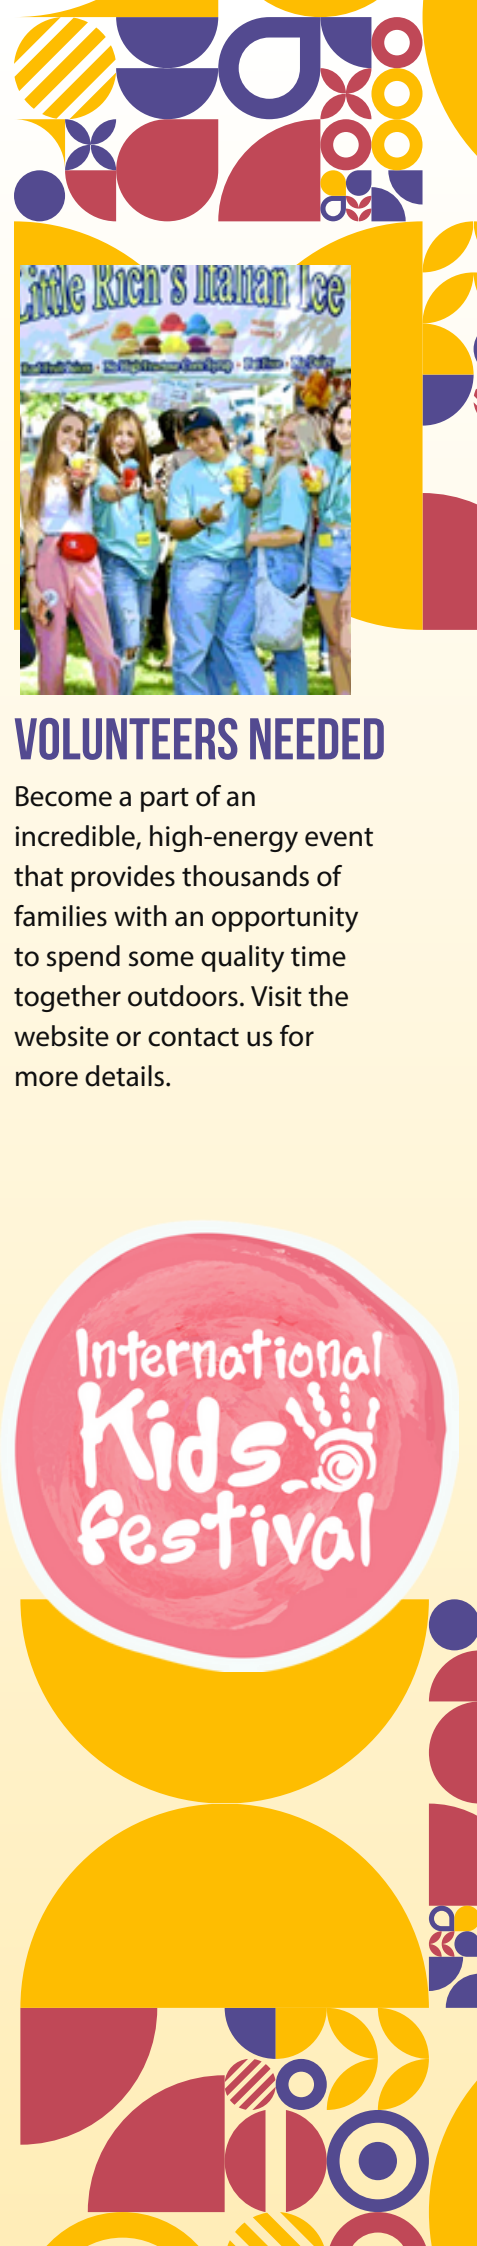 Little Rich's Italian Ice
VOLUNTEERS NEEDED
Become a part of an
incredible, high-energy event
that provides thousands of
families with an opportunity
to spend some quality time
together outdoors. Visit the
website or contact us for
more details.
International
Kids
festival